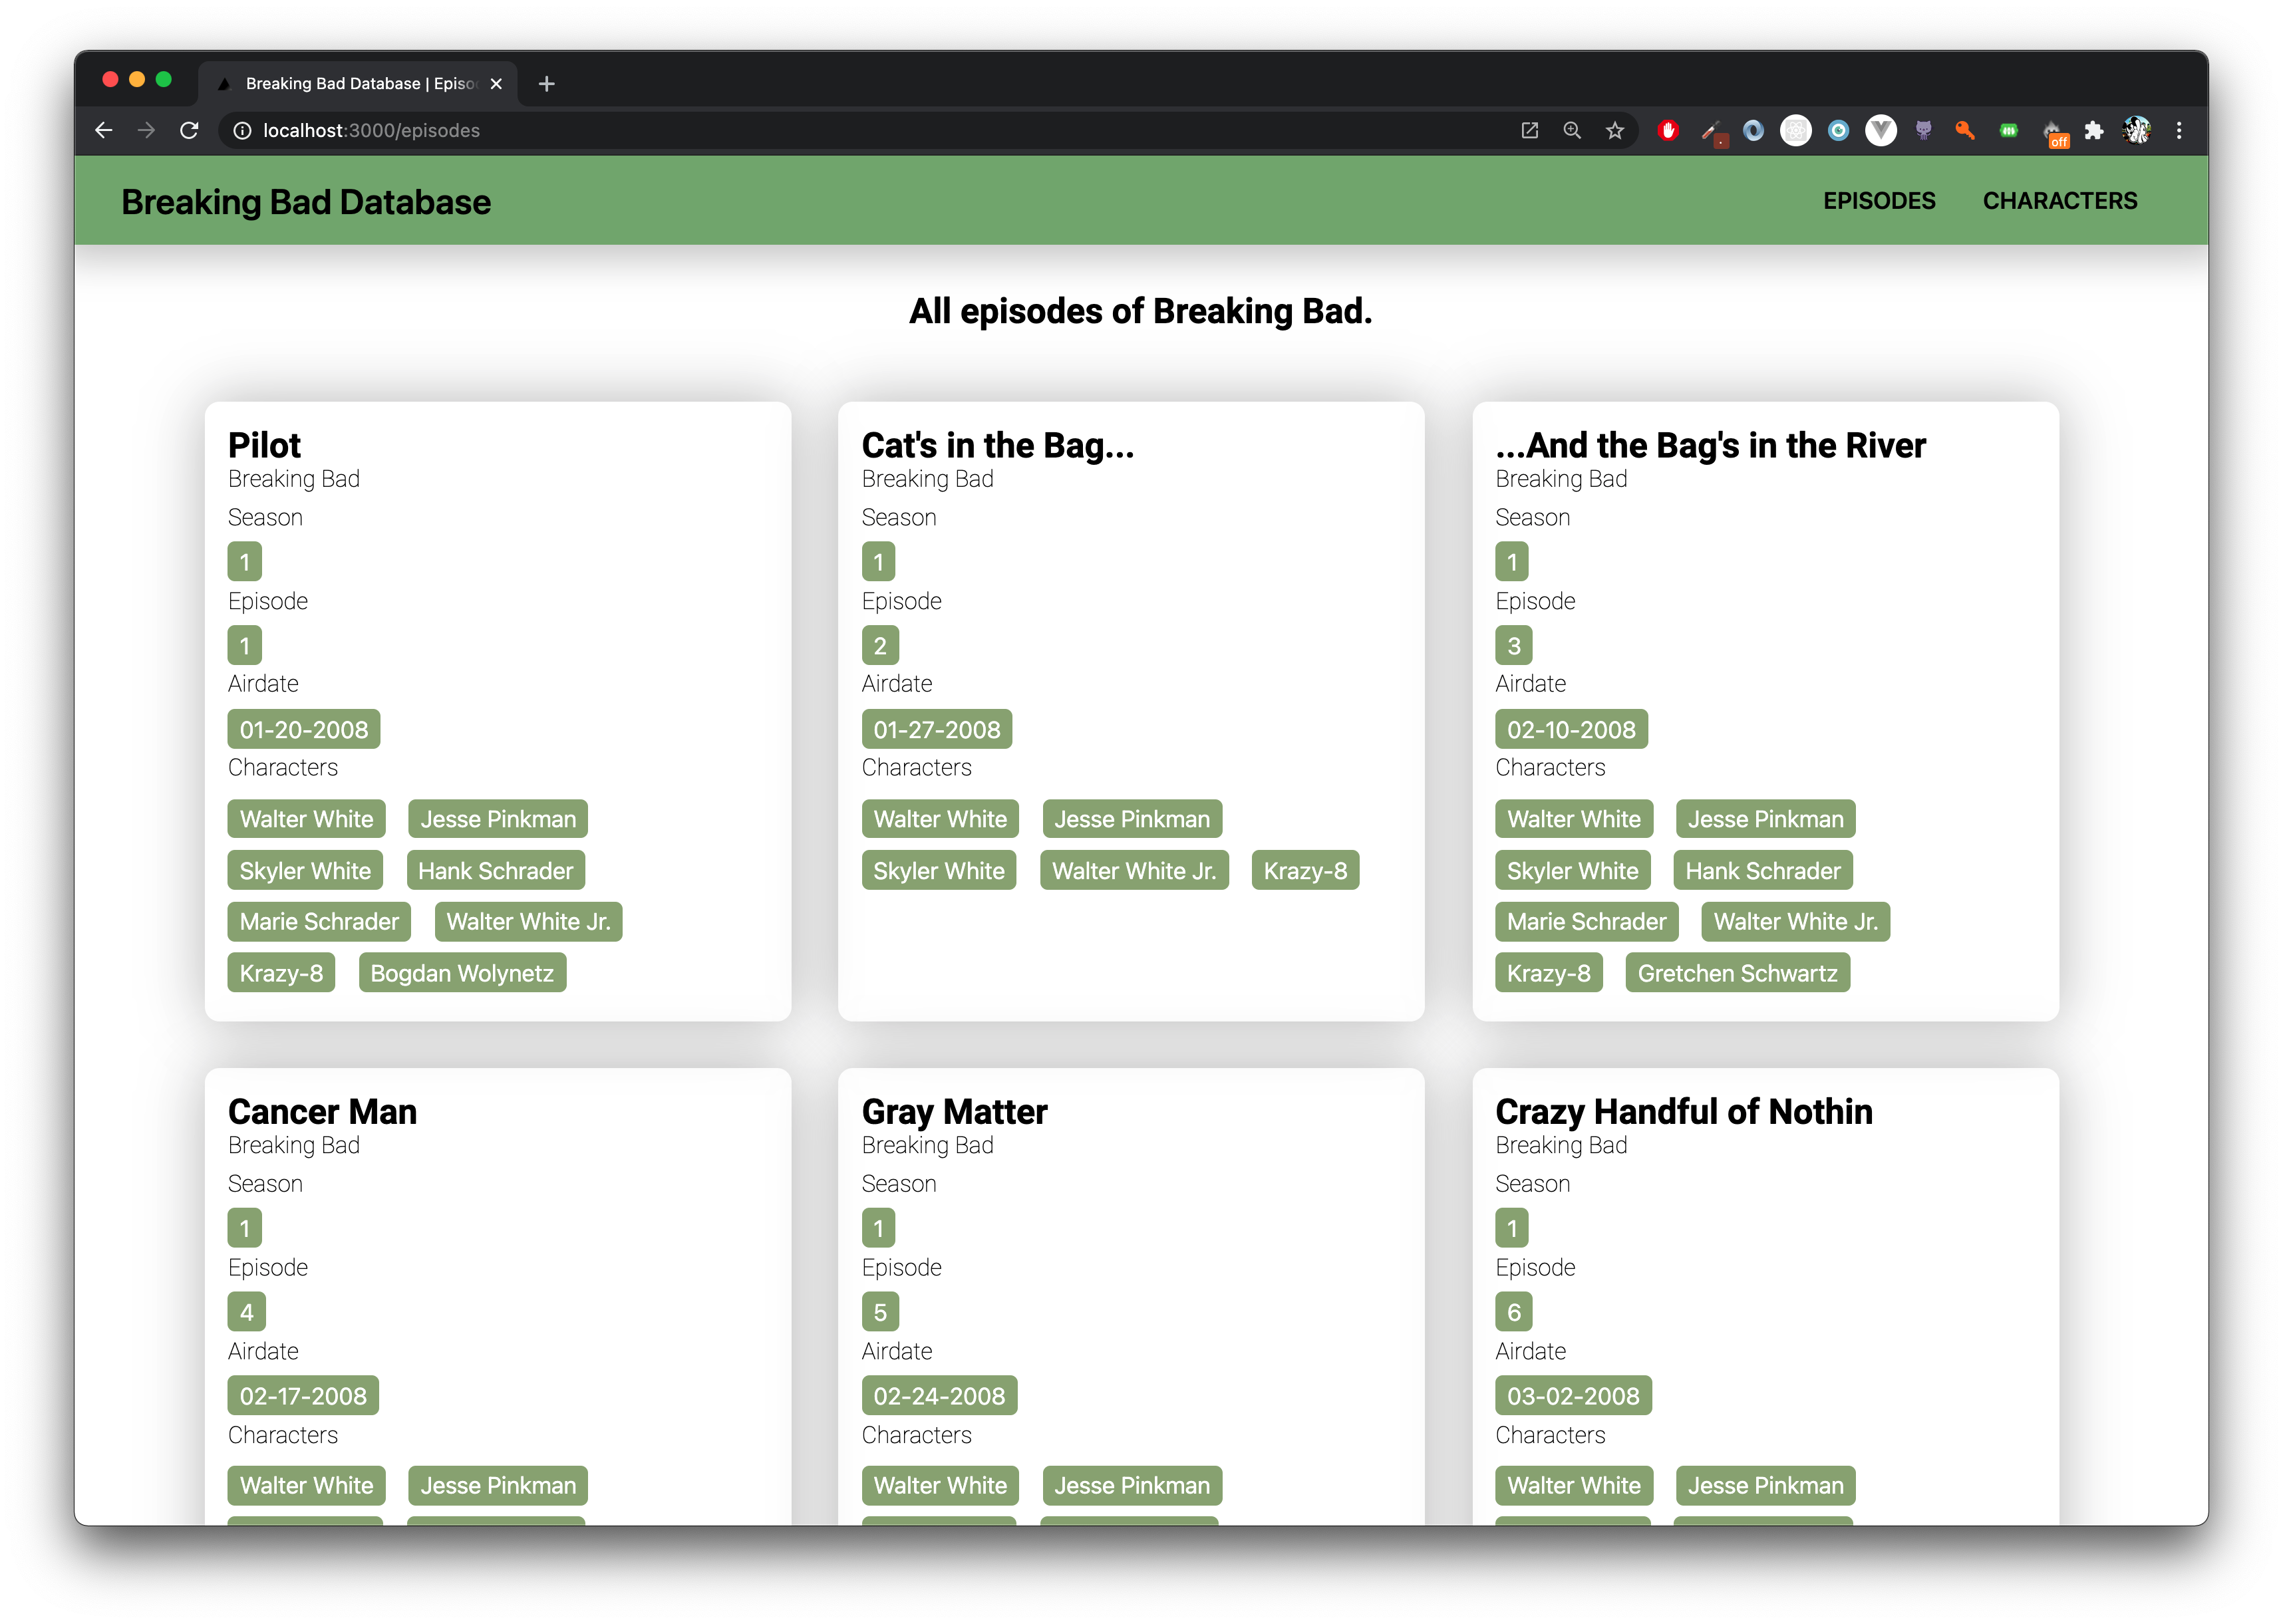 Breaking Bad Database | Episo
localhost:3000/episodes
off
Breaking Bad Database
EPISODES
CHARACTERS
All episodes of Breaking Bad.
Pilot
Breaking Bad
Season
1
Episode
1
Airdate
01-20-2008
Characters
Walter White Jesse Pinkman
Skyler White Hank Schrader
Marie Schrader Walter White Jr.
Krazy-8 Bogdan Wolynetz
Cat's in the Bag...
Breaking Bad
Season
1
Episode
2
Airdate
01-27-2008
Characters
Walter White Jesse Pinkman
Skyler White Walter White Jr. Krazy-8
...And the Bag's in the River
Breaking Bad
Season
1
Episode
3
Airdate
02-10-2008
Characters
Walter White Jesse Pinkman
Skyler White Hank Schrader
Marie Schrader Walter White Jr.
Krazy-8 Gretchen Schwartz
Cancer Man
Breaking Bad
Season
1
Episode
4
Airdate
02-17-2008
Characters
Walter White Jesse Pinkman
Gray Matter
Breaking Bad
Season
1
Episode
5
Airdate
02-24-2008
Characters
Walter White Jesse Pinkman
Crazy Handful of Nothin
Breaking Bad
Season
1
Episode
6
Airdate
03-02-2008
Characters
Walter White Jesse Pinkman